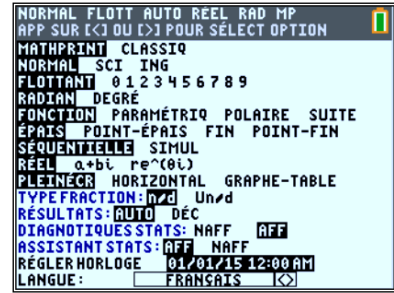 NORMAL FLOTT AUTO RÉEL RAD MP
APP SUR [<] OU [>] POUR SÉLECT OPTION
MATHPRINT CLASSIQ
NORMAL SCI ING
FLOTTANT 0 1 2 3 4 5 6 7 8 9
RADIAN DEGRÉ
FONCTION PARAMÉTRIQ POLAIRE SUITE
ÉPAIS POINT-ÉPAIS FIN POINT-FIN
SÉQUENTIELLE SIMUL
RÉEL a+bi re^(θi)
PLEINÉCR HORIZONTAL GRAPHE-TABLE
TYPE FRACTION: n/d Un/d
RÉSULTATS: AUTO DÉC
DIAGNOTIQUES STATS: NAFF AFF
ASSISTANT STATS: AFF NAFF
RÉGLER HORLOGE 01/01/15 12:00 AM
LANGUE: FRANÇAIS <>